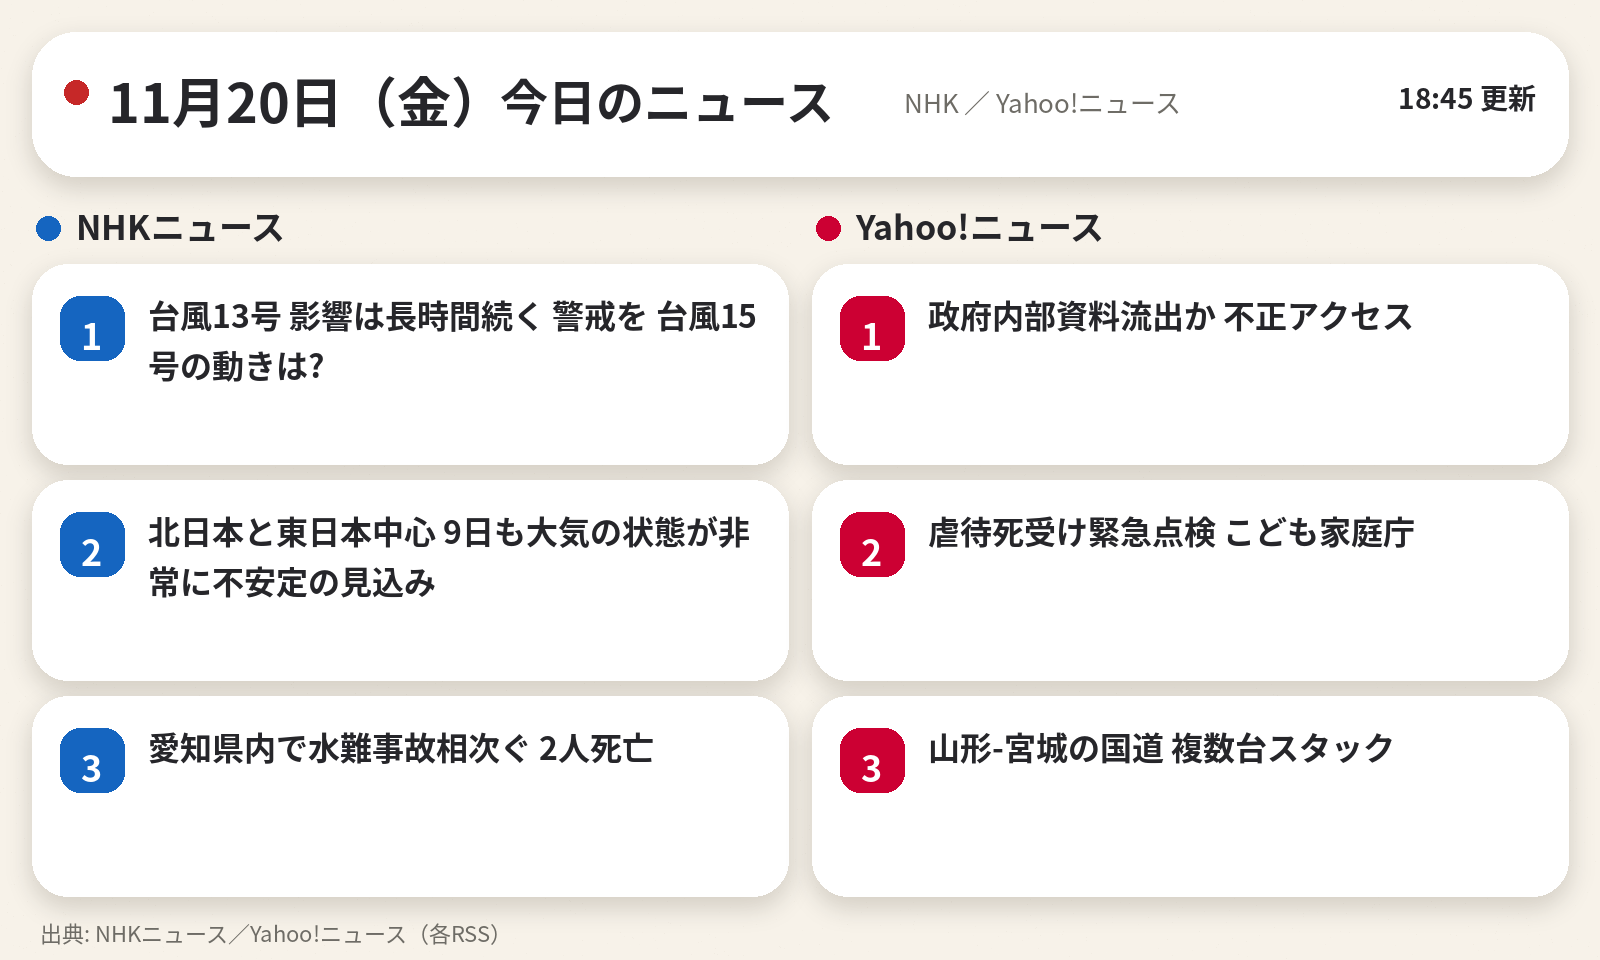 11月20日（金）今日のニュース
NHK ／ Yahoo!ニュース
18:45 更新
NHKニュース
1
台風13号 影響は長時間続く 警戒を 台風15
号の動きは?
2
北日本と東日本中心 9日も大気の状態が非
常に不安定の見込み
3
愛知県内で水難事故相次ぐ 2人死亡
Yahoo!ニュース
1
政府内部資料流出か 不正アクセス
2
虐待死受け緊急点検 こども家庭庁
3
山形-宮城の国道 複数台スタック
出典: NHKニュース／Yahoo!ニュース（各RSS）